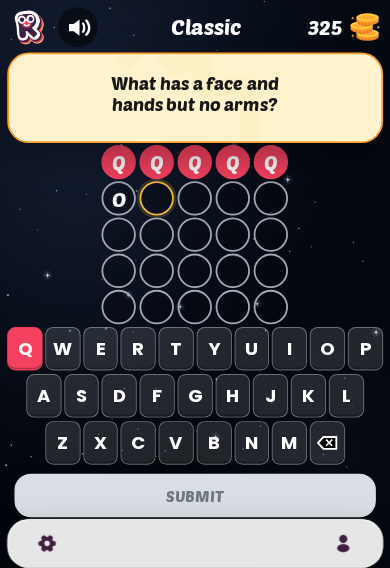 R
Classic
325
What has a face and
hands but no arms?
Q Q Q Q Q
O
Q W E R T Y U I O P
A S D F G H J K L
Z X C V B N M
SUBMIT